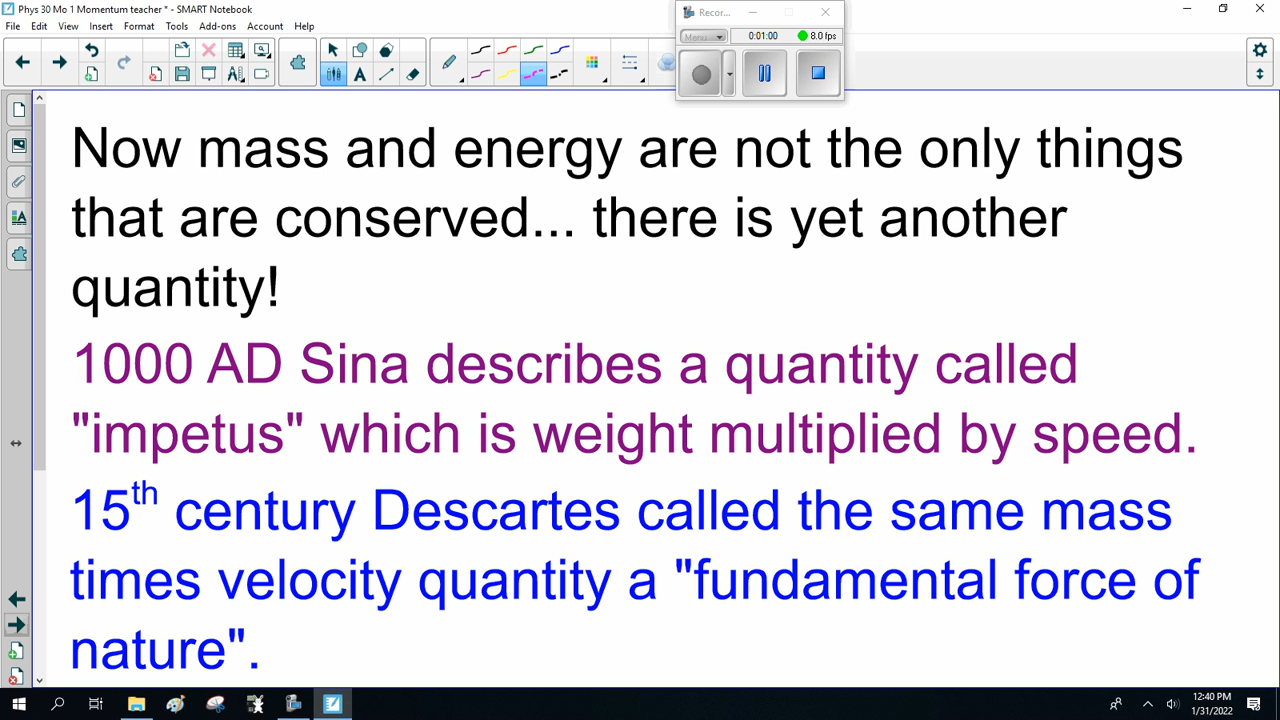 Phys 30 Mo 1 Momentum teacher * - SMART Notebook
Recor...
File Edit View Insert Format Tools Add-ons Account Help
Menu
0:01:00
8.0 fps
Now mass and energy are not the only things
that are conserved... there is yet another
quantity!
1000 AD Sina describes a quantity called
"impetus" which is weight multiplied by speed.
15th century Descartes called the same mass
times velocity quantity a "fundamental force of
nature".
12:40 PM
1/31/2022